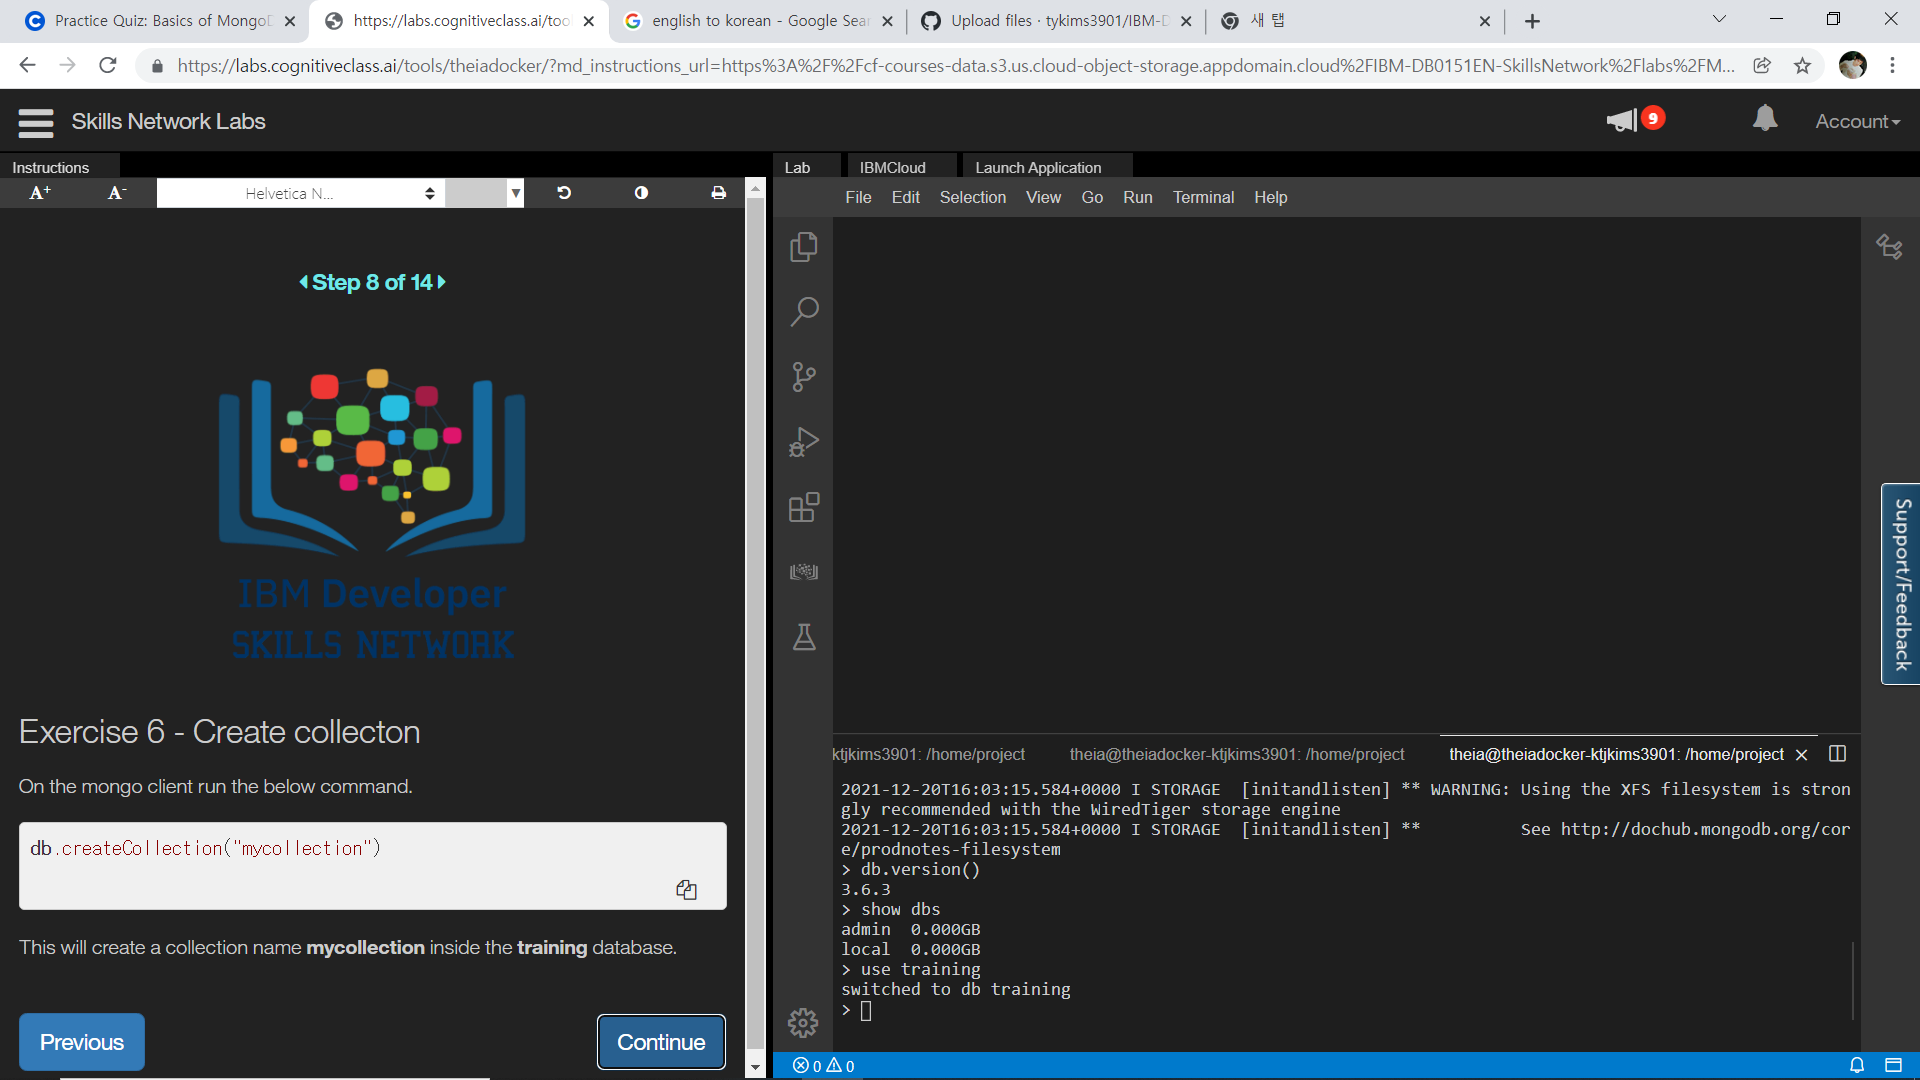 Practice Quiz: Basics of Mongo
https://labs.cognitiveclass.ai/too
english to korean - Google Sear
Upload files · tykims3901/IBM-D
새 탭
https://labs.cognitiveclass.ai/tools/theiadocker/?md_instructions_url=https%3A%2F%2Fcf-courses-data.s3.us.cloud-object-storage.appdomain.cloud%2FIBM-DB0151EN-SkillsNetwork%2Flabs%2FM...
Skills Network Labs
9
Account
Instructions
Lab
IBMCloud
Launch Application
A+
A-
Helvetica N...
File Edit Selection View Go Run Terminal Help
Step 8 of 14
IBM Developer
SKILLS NETWORK
Support/Feedback
Exercise 6 - Create collecton
On the mongo client run the below command.
db.createCollection("mycollection")
This will create a collection name mycollection inside the training database.
Previous
Continue
ktjkims3901: /home/project
theia@theiadocker-ktjkims3901: /home/project
theia@theiadocker-ktjkims3901: /home/project
2021-12-20T16:03:15.584+0000 I STORAGE  [initandlisten] ** WARNING: Using the XFS filesystem is stron
gly recommended with the WiredTiger storage engine
2021-12-20T16:03:15.584+0000 I STORAGE  [initandlisten] **          See http://dochub.mongodb.org/cor
e/prodnotes-filesystem
> db.version()
3.6.3
> show dbs
admin  0.000GB
local  0.000GB
> use training
switched to db training
>
0 0